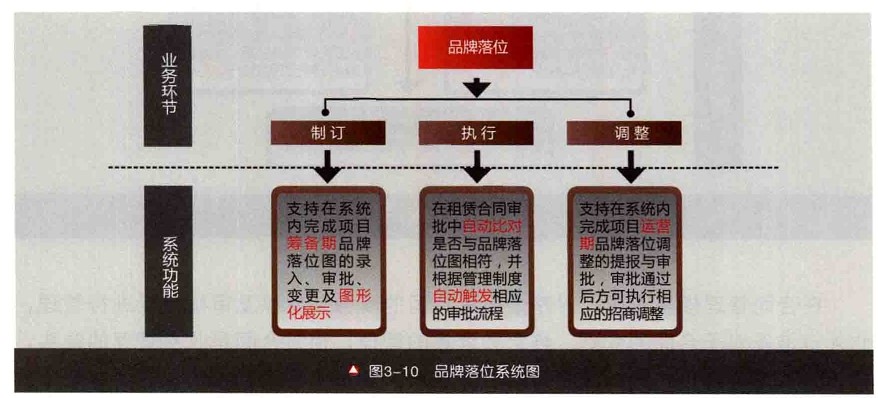 业务环节
品牌落位
制订
执行
调整
系统功能
支持在系统
内完成项目
筹备期品牌
落位图的录
入、审批、
变更及图形
化展示
在租赁合同审
批中自动比对
是否与品牌落
位图相符，并
根据管理制度
自动触发相应
的审批流程
支持在系统内
完成项目运营
期品牌落位调
整的提报与审
批，审批通过
后方可执行相
应的招商调整
图3-10 品牌落位系统图